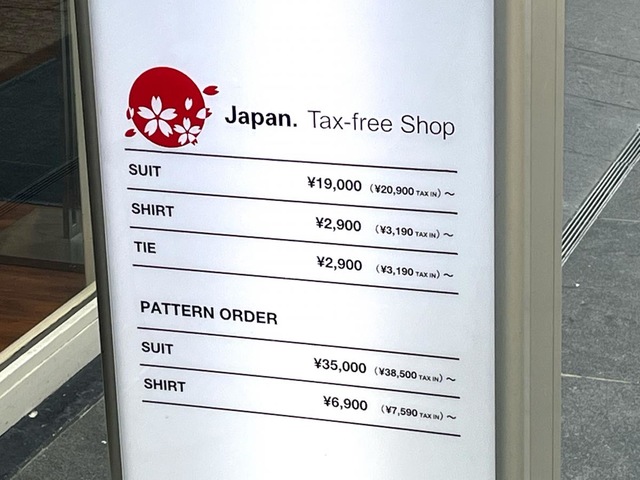 Japan. Tax-free Shop
SUIT ¥19,000 (¥20,900 TAX IN) ～
SHIRT ¥2,900 (¥3,190 TAX IN) ～
TIE ¥2,900 (¥3,190 TAX IN) ～
PATTERN ORDER
SUIT ¥35,000 (¥38,500 TAX IN) ～
SHIRT ¥6,900 (¥7,590 TAX IN) ～